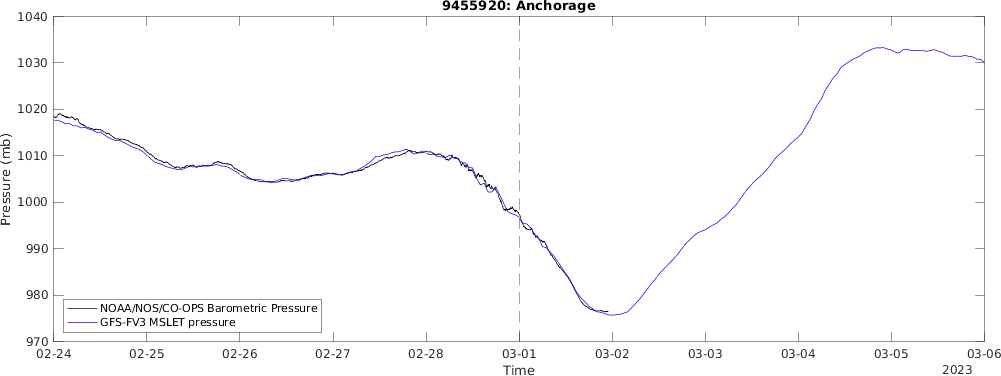 9455920: Anchorage
1040
1030
1020
1010
1000
990
980
970
Pressure (mb)
NOAA/NOS/CO-OPS Barometric Pressure
GFS-FV3 MSLET pressure
02-24 02-25 02-26 02-27 02-28 03-01 03-02 03-03 03-04 03-05 03-06
Time
2023